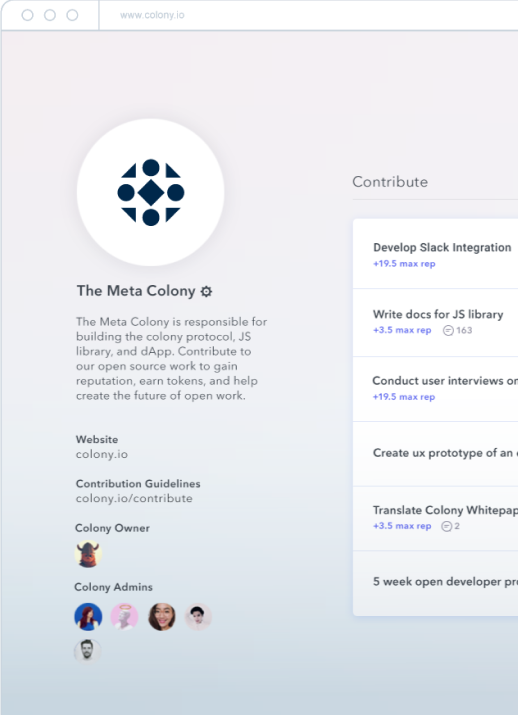 www.colony.io
The Meta Colony
The Meta Colony is responsible for
building the colony protocol, JS
library, and dApp. Contribute to
our open source work to gain
reputation, earn tokens, and help
create the future of open work.
Website
colony.io
Contribution Guidelines
colony.io/contribute
Colony Owner
Colony Admins
Contribute
Develop Slack Integration
+19.5 max rep
Write docs for JS library
+3.5 max rep 163
Conduct user interviews on
+19.5 max rep
Create ux prototype of an
Translate Colony Whitepap
+3.5 max rep 2
5 week open developer pr